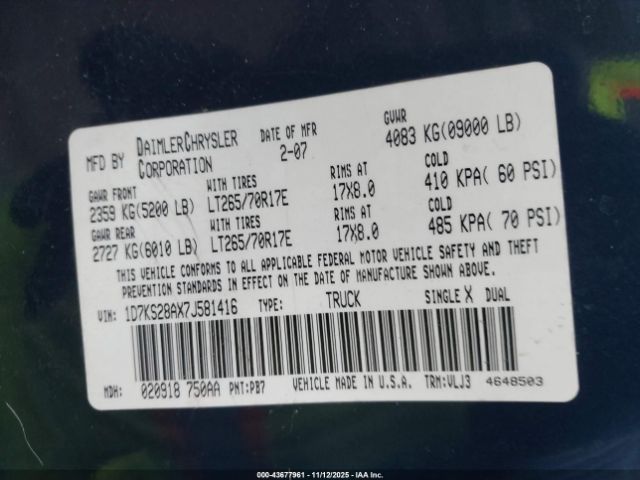 MFD BY DAIMLERCHRYSLER CORPORATION DATE OF MFR 2-07 GVWR 4083 KG(09000 LB)
GAWR FRONT WITH TIRES RIMS AT COLD
2359 KG(5200 LB) LT265/70R17E 17X8.0 410 KPA( 60 PSI)
GAWR REAR WITH TIRES RIMS AT COLD
2727 KG(6010 LB) LT265/70R17E 17X8.0 485 KPA( 70 PSI)
THIS VEHICLE CONFORMS TO ALL APPLICABLE FEDERAL MOTOR VEHICLE SAFETY AND THEFT
PREVENTION STANDARDS IN EFFECT ON THE DATE OF MANUFACTURE SHOWN ABOVE.
VIN: 1D7KS28AX7J581416 TYPE: TRUCK SINGLE X DUAL
MDH: 020918 750AA PNT:PB7 VEHICLE MADE IN U.S.A. TRM:VLJ3 4648503
000-43677961 - 11/12/2025 - IAA Inc.